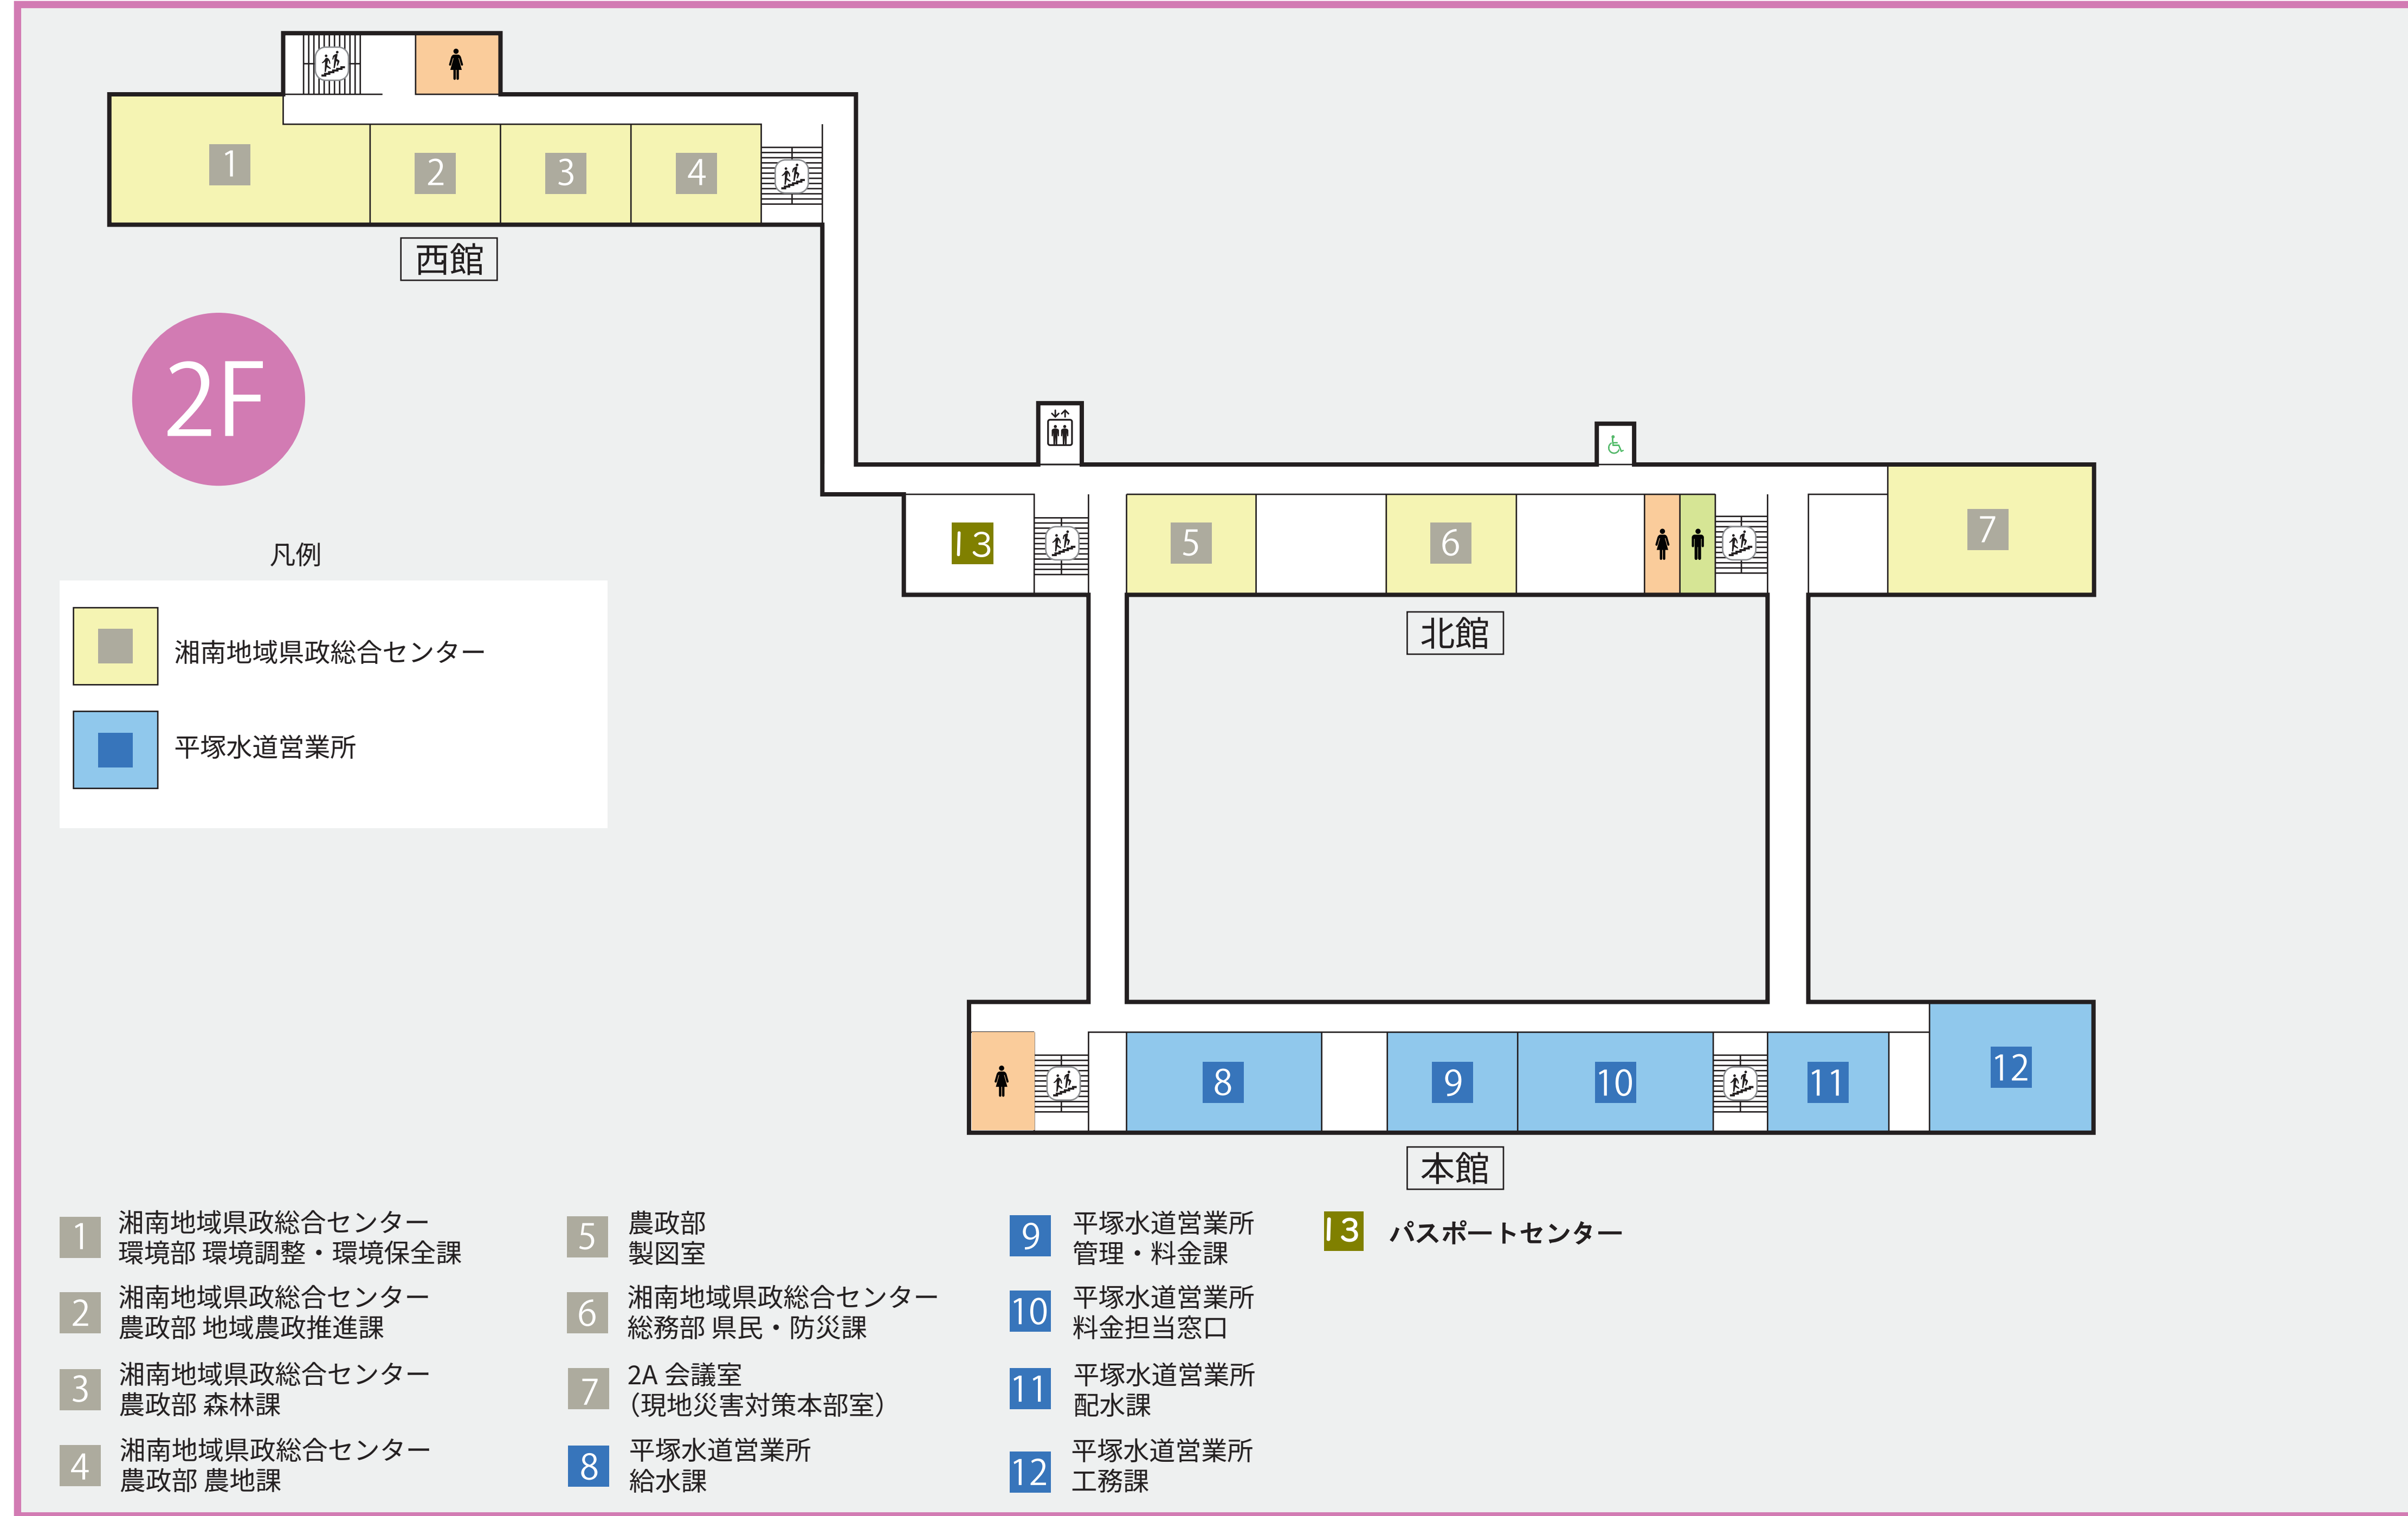 1
2
3
4
西館
2F
13
5
6
7
北館
凡例
湘南地域県政総合センター
平塚水道営業所
8
9
10
11
12
本館
1 湘南地域県政総合センター
環境部 環境調整・環境保全課
2 湘南地域県政総合センター
農政部 地域農政推進課
3 湘南地域県政総合センター
農政部 森林課
4 湘南地域県政総合センター
農政部 農地課
5 農政部
製図室
6 湘南地域県政総合センター
総務部 県民・防災課
7 2A 会議室
（現地災害対策本部室）
8 平塚水道営業所
給水課
9 平塚水道営業所
管理・料金課
10 平塚水道営業所
料金担当窓口
11 平塚水道営業所
配水課
12 平塚水道営業所
工務課
13 パスポートセンター